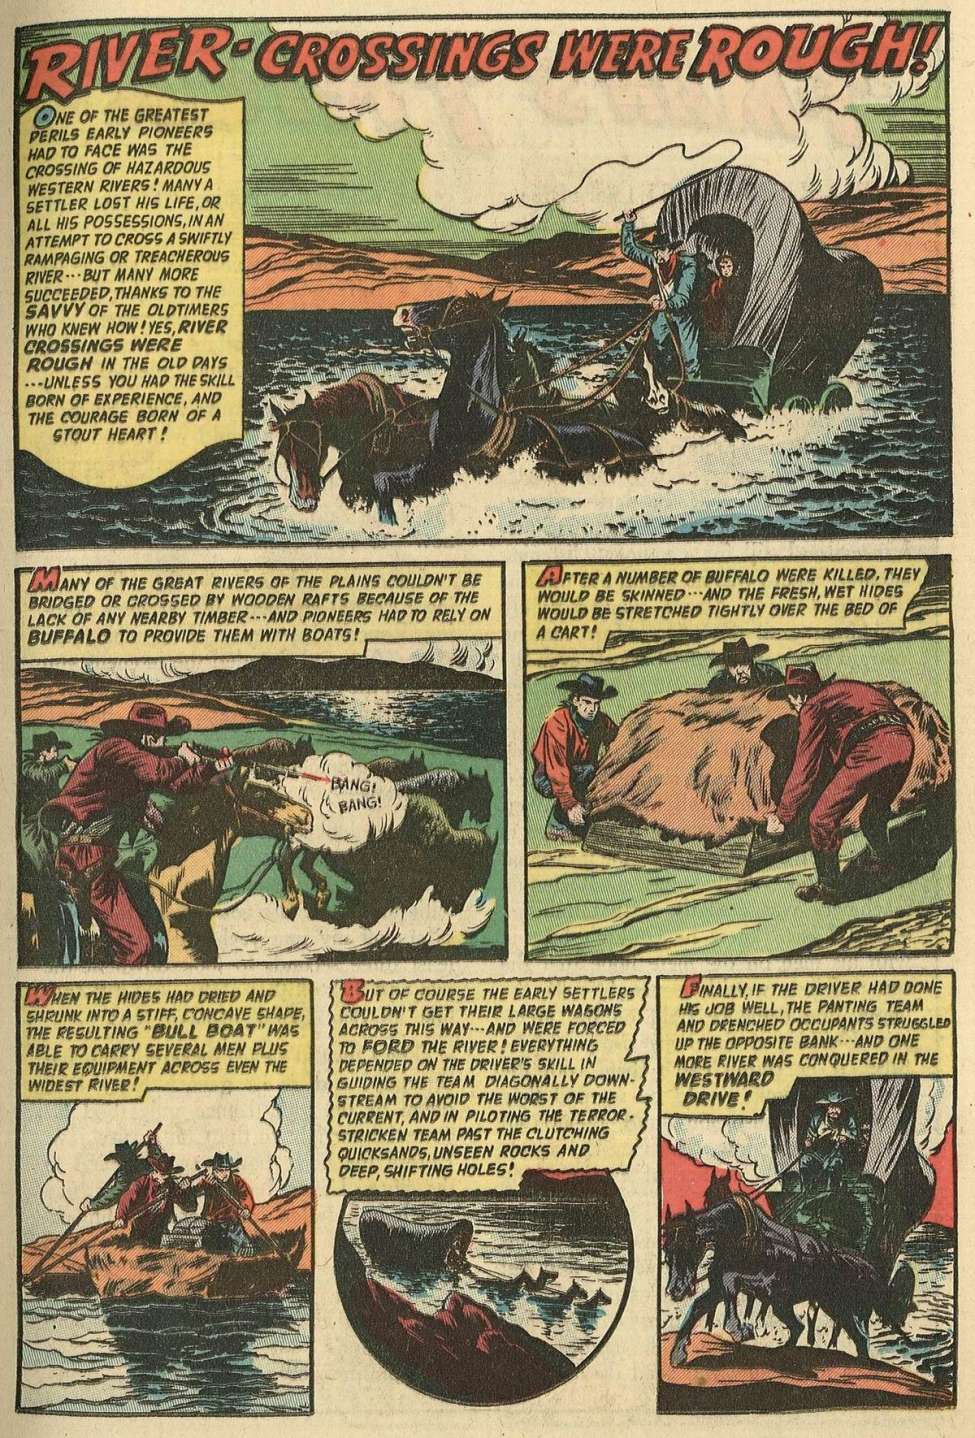 RIVER-CROSSINGS WERE ROUGH!
ONE OF THE GREATEST
PERILS EARLY PIONEERS
HAD TO FACE WAS THE
CROSSING OF HAZARDOUS
WESTERN RIVERS! MANY A
SETTLER LOST HIS LIFE, OR
ALL HIS POSSESSIONS, IN AN
ATTEMPT TO CROSS A SWIFTLY
RAMPAGING OR TREACHEROUS
RIVER---BUT MANY MORE
SUCCEEDED, THANKS TO THE
SAVVY OF THE OLDTIMERS
WHO KNEW HOW! YES, RIVER
CROSSINGS WERE
ROUGH IN THE OLD DAYS
---UNLESS YOU HAD THE SKILL
BORN OF EXPERIENCE, AND
THE COURAGE BORN OF A
STOUT HEART!
MANY OF THE GREAT RIVERS OF THE PLAINS COULDN'T BE
BRIDGED OR CROSSED BY WOODEN RAFTS BECAUSE OF THE
LACK OF ANY NEARBY TIMBER---AND PIONEERS HAD TO RELY ON
BUFFALO TO PROVIDE THEM WITH BOATS!
BANG!
BANG!
AFTER A NUMBER OF BUFFALO WERE KILLED, THEY
WOULD BE SKINNED---AND THE FRESH, WET HIDES
WOULD BE STRETCHED TIGHTLY OVER THE BED OF
A CART!
WHEN THE HIDES HAD DRIED AND
SHRUNK INTO A STIFF, CONCAVE SHAPE,
THE RESULTING "BULL BOAT" WAS
ABLE TO CARRY SEVERAL MEN PLUS
THEIR EQUIPMENT ACROSS EVEN THE
WIDEST RIVER!
BUT OF COURSE THE EARLY SETTLERS
COULDN'T GET THEIR LARGE WAGONS
ACROSS THIS WAY---AND WERE FORCED
TO FORD THE RIVER! EVERYTHING
DEPENDED ON THE DRIVER'S SKILL IN
GUIDING THE TEAM DIAGONALLY DOWN-
STREAM TO AVOID THE WORST OF THE
CURRENT, AND IN PILOTING THE TERROR-
STRICKEN TEAM PAST THE CLUTCHING
QUICKSANDS, UNSEEN ROCKS AND
DEEP, SHIFTING HOLES!
FINALLY, IF THE DRIVER HAD DONE
HIS JOB WELL, THE PANTING TEAM
AND DRENCHED OCCUPANTS STRUGGLED
UP THE OPPOSITE BANK---AND ONE
MORE RIVER WAS CONQUERED IN THE
WESTWARD
DRIVE!